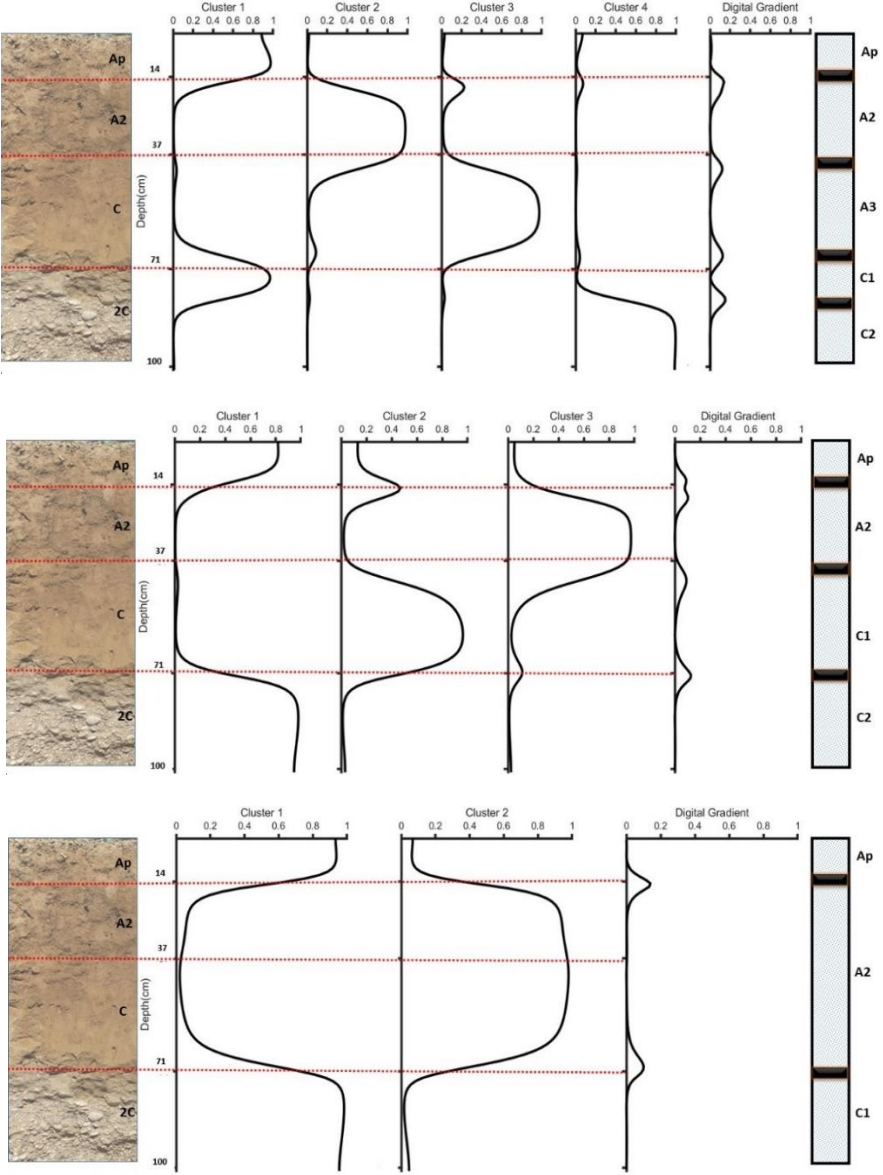 Cluster 1 Cluster 2 Cluster 3 Cluster 4 Digital Gradient
0 0.2 0.4 0.6 0.8 1 0 0.2 0.4 0.6 0.8 1 0 0.2 0.4 0.6 0.8 1 0 0.2 0.4 0.6 0.8 1 0 0.2 0.4 0.6 0.8 1
Ap Ap
14
A2 A2
37
Depth(cm)
C A3
71
C1
2C
C2
100
Cluster 1 Cluster 2 Cluster 3 Digital Gradient
0 0.2 0.4 0.6 0.8 1 0 0.2 0.4 0.6 0.8 1 0 0.2 0.4 0.6 0.8 1 0 0.2 0.4 0.6 0.8 1
Ap Ap
14
A2 A2
37
Depth(cm)
C C1
71
2C C2
100
Cluster 1 Cluster 2 Digital Gradient
0 0.2 0.4 0.6 0.8 1 0 0.2 0.4 0.6 0.8 1 0 0.2 0.4 0.6 0.8 1
Ap Ap
14
A2
37
A2
Depth(cm)
C
71
2C C1
100